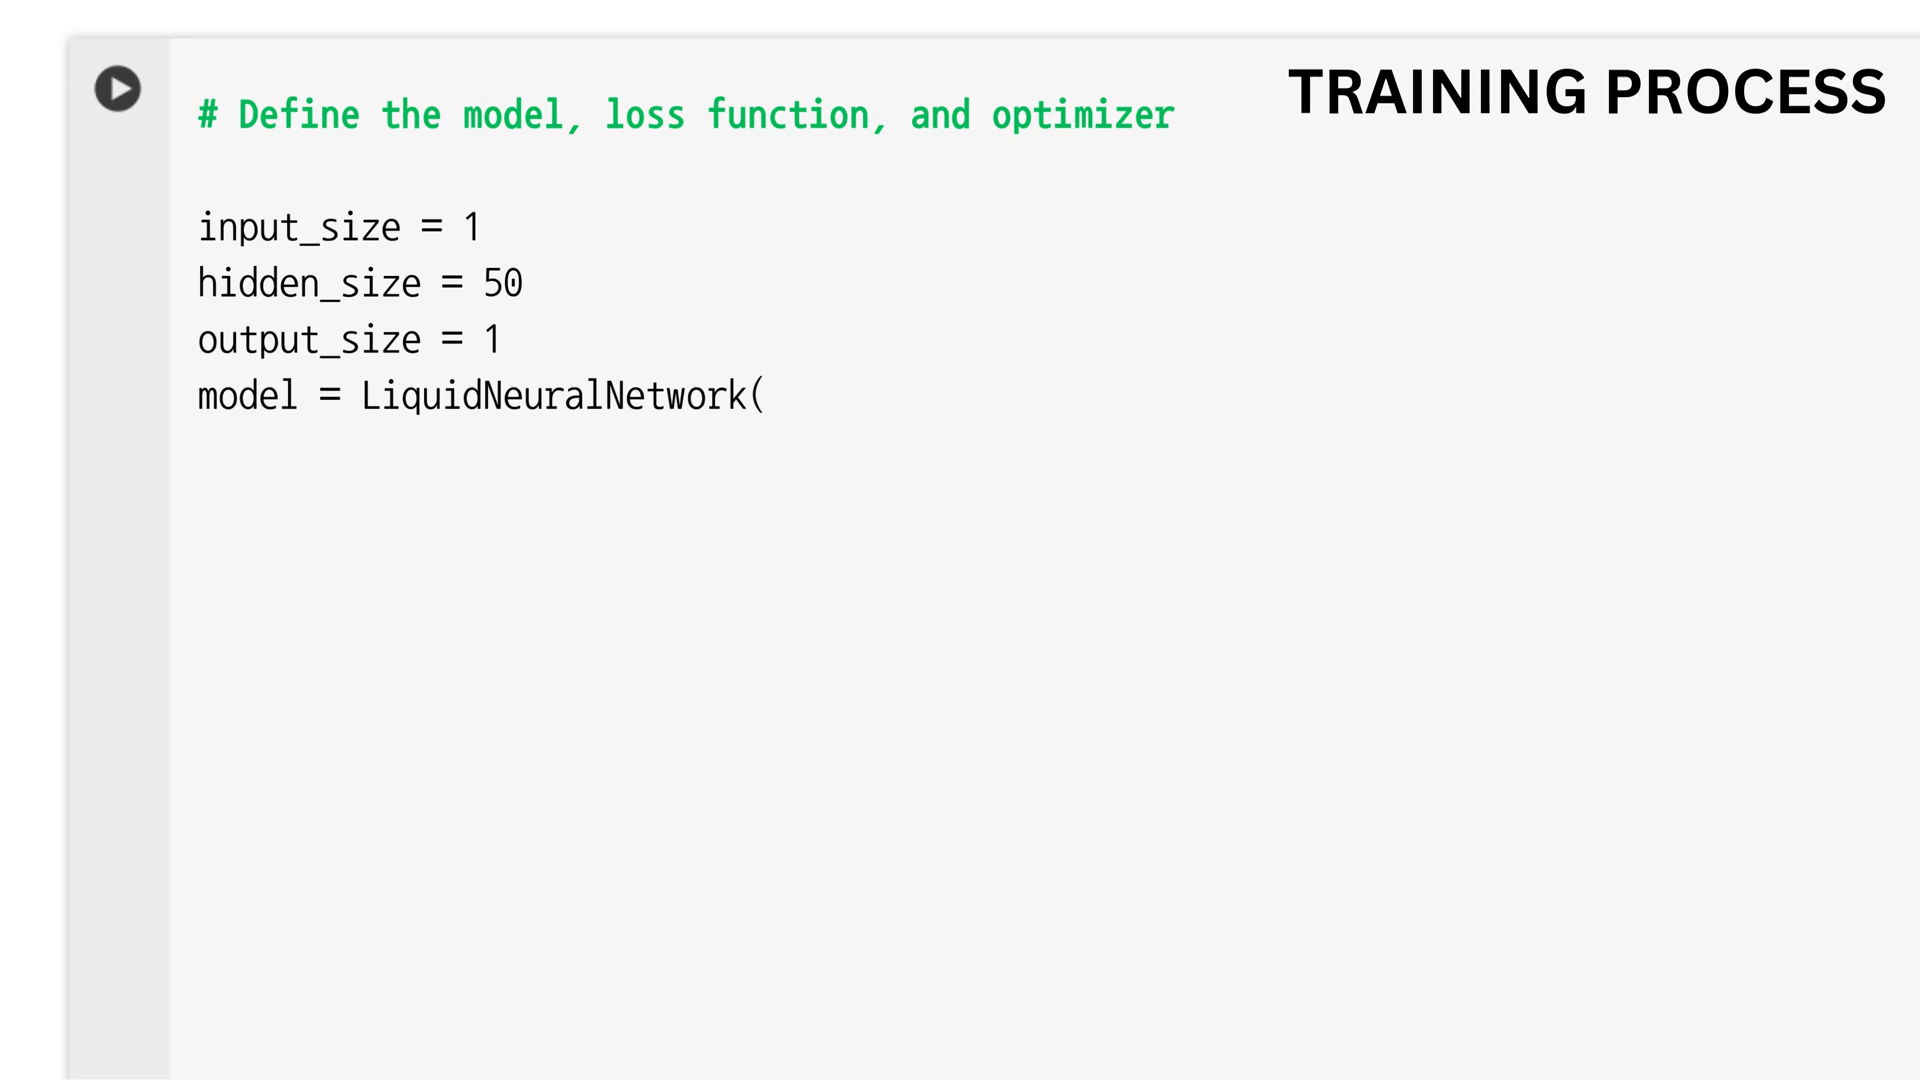 TRAINING PROCESS
# Define the model, loss function, and optimizer
input_size = 1
hidden_size = 50
output_size = 1
model = LiquidNeuralNetwork(